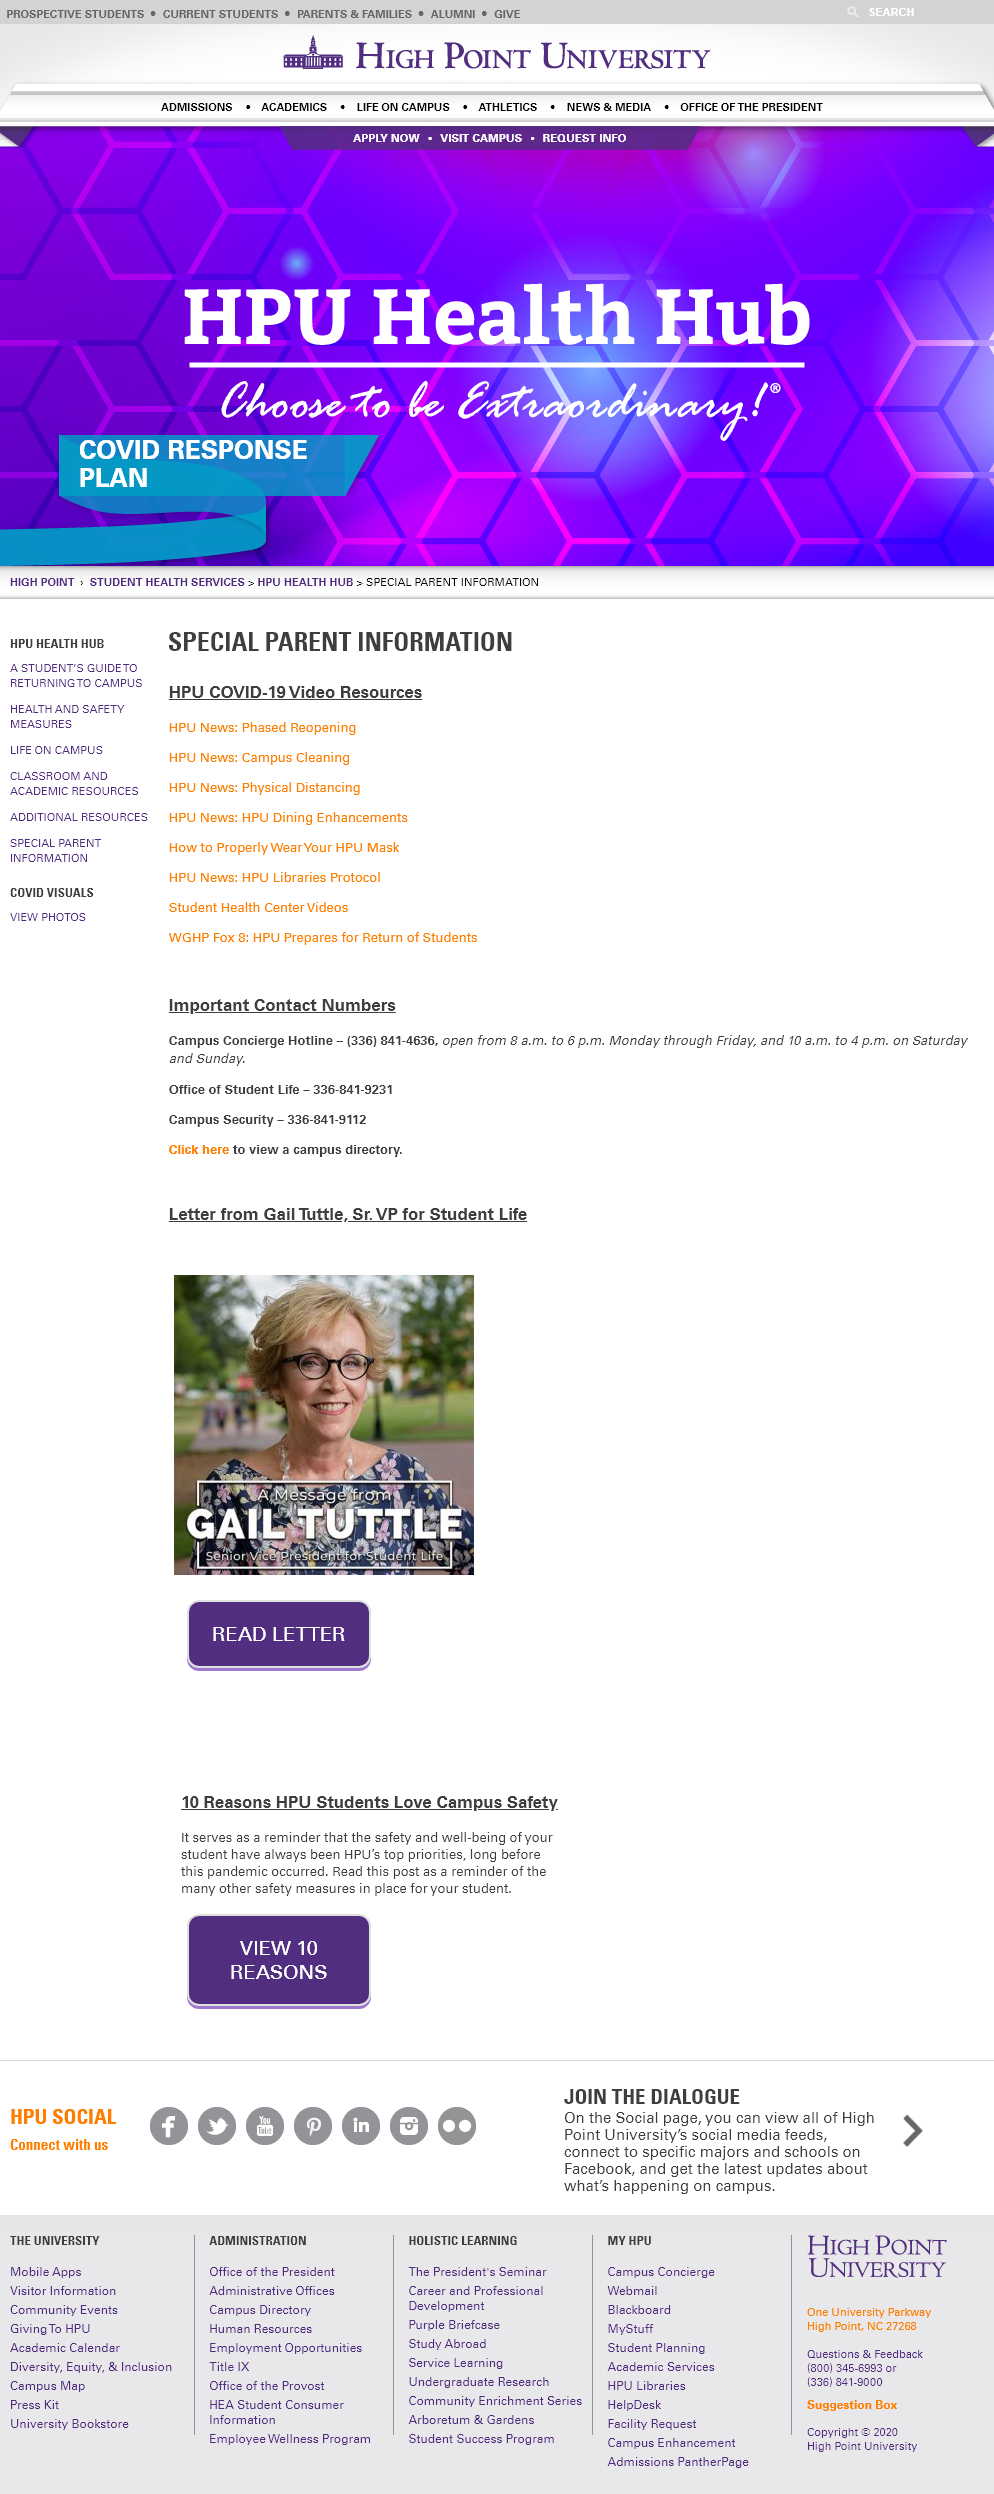 PROSPECTIVE STUDENTS • CURRENT STUDENTS • PARENTS & FAMILIES • ALUMNI • GIVE
SEARCH
HIGH POINT UNIVERSITY
ADMISSIONS • ACADEMICS • LIFE ON CAMPUS • ATHLETICS • NEWS & MEDIA • OFFICE OF THE PRESIDENT
APPLY NOW • VISIT CAMPUS • REQUEST INFO
HPU Health Hub
Choose to be Extraordinary!®
COVID RESPONSE
PLAN
HIGH POINT › STUDENT HEALTH SERVICES > HPU HEALTH HUB > SPECIAL PARENT INFORMATION
HPU HEALTH HUB
A STUDENT’S GUIDE TO
RETURNING TO CAMPUS
HEALTH AND SAFETY
MEASURES
LIFE ON CAMPUS
CLASSROOM AND
ACADEMIC RESOURCES
ADDITIONAL RESOURCES
SPECIAL PARENT
INFORMATION
COVID VISUALS
VIEW PHOTOS
SPECIAL PARENT INFORMATION
HPU COVID-19 Video Resources
HPU News: Phased Reopening
HPU News: Campus Cleaning
HPU News: Physical Distancing
HPU News: HPU Dining Enhancements
How to Properly Wear Your HPU Mask
HPU News: HPU Libraries Protocol
Student Health Center Videos
WGHP Fox 8: HPU Prepares for Return of Students
Important Contact Numbers
Campus Concierge Hotline – (336) 841-4636, open from 8 a.m. to 6 p.m. Monday through Friday, and 10 a.m. to 4 p.m. on Saturday
and Sunday.
Office of Student Life – 336-841-9231
Campus Security – 336-841-9112
Click here to view a campus directory.
Letter from Gail Tuttle, Sr. VP for Student Life
A Message from
GAIL TUTTLE
Senior Vice President for Student Life
READ LETTER
10 Reasons HPU Students Love Campus Safety
It serves as a reminder that the safety and well-being of your
student have always been HPU’s top priorities, long before
this pandemic occurred. Read this post as a reminder of the
many other safety measures in place for your student.
VIEW 10
REASONS
HPU SOCIAL
Connect with us
You
Tube
in
JOIN THE DIALOGUE
On the Social page, you can view all of High
Point University’s social media feeds,
connect to specific majors and schools on
Facebook, and get the latest updates about
what’s happening on campus.
THE UNIVERSITY
Mobile Apps
Visitor Information
Community Events
Giving To HPU
Academic Calendar
Diversity, Equity, & Inclusion
Campus Map
Press Kit
University Bookstore
ADMINISTRATION
Office of the President
Administrative Offices
Campus Directory
Human Resources
Employment Opportunities
Title IX
Office of the Provost
HEA Student Consumer
Information
Employee Wellness Program
HOLISTIC LEARNING
The President's Seminar
Career and Professional
Development
Purple Briefcase
Study Abroad
Service Learning
Undergraduate Research
Community Enrichment Series
Arboretum & Gardens
Student Success Program
MY HPU
Campus Concierge
Webmail
Blackboard
MyStuff
Student Planning
Academic Services
HPU Libraries
HelpDesk
Facility Request
Campus Enhancement
Admissions PantherPage
HIGH POINT
UNIVERSITY
One University Parkway
High Point, NC 27268
Questions & Feedback
(800) 345-6993 or
(336) 841-9000
Suggestion Box
Copyright © 2020
High Point University